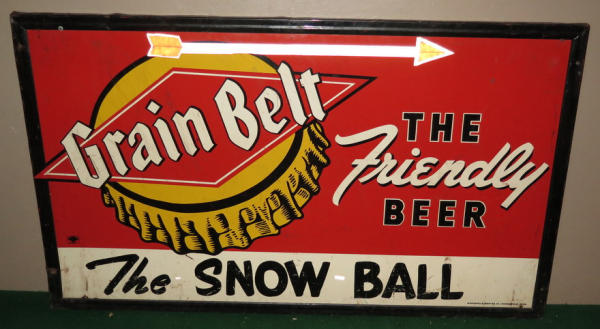 Grain Belt
THE
Friendly
BEER
The SNOW BALL